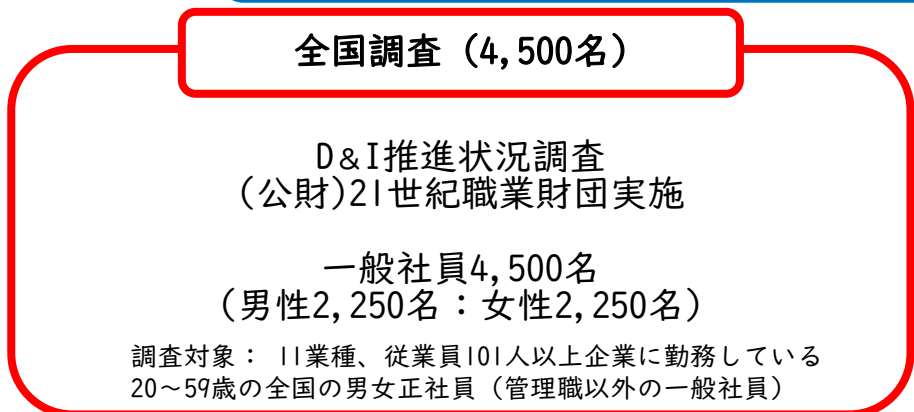 全国調査（4,500名）
D&I推進状況調査
(公財)21世紀職業財団実施
一般社員4,500名
（男性2,250名：女性2,250名）
調査対象： 11業種、従業員101人以上企業に勤務している
20～59歳の全国の男女正社員（管理職以外の一般社員）